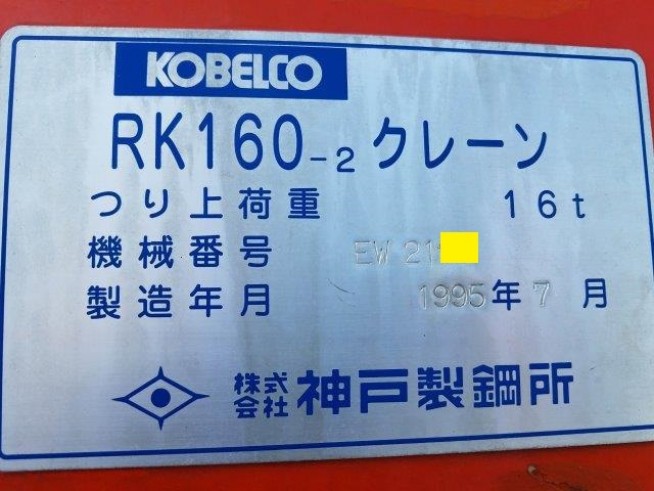 KOBELCO
RK160-2クレーン
つり上荷重 16t
機械番号 EW 21
製造年月 1995年7月
株式会社 神戸製鋼所